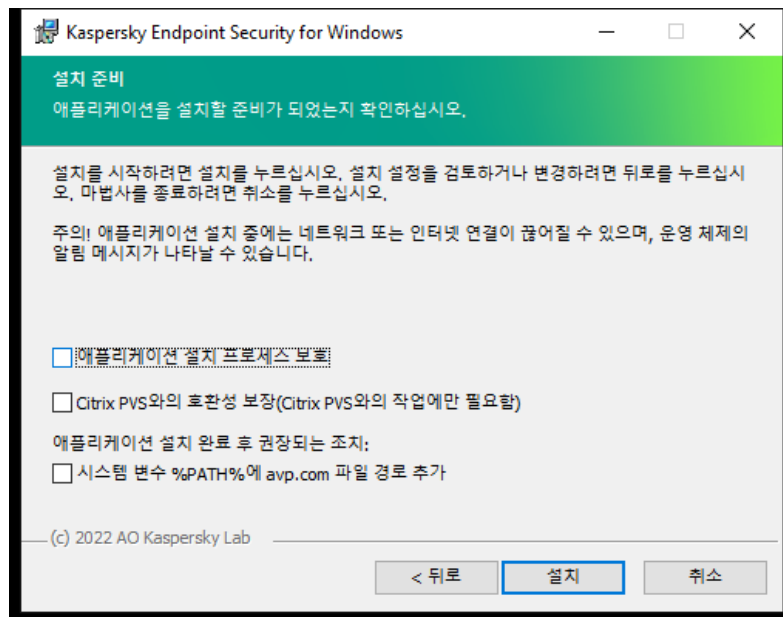 Kaspersky Endpoint Security for Windows
설치 준비
애플리케이션을 설치할 준비가 되었는지 확인하십시오.
설치를 시작하려면 설치를 누르십시오. 설치 설정을 검토하거나 변경하려면 뒤로를 누르십시
오. 마법사를 종료하려면 취소를 누르십시오.
주의! 애플리케이션 설치 중에는 네트워크 또는 인터넷 연결이 끊어질 수 있으며, 운영 체제의
알림 메시지가 나타날 수 있습니다.
애플리케이션 설치 프로세스 보호
Citrix PVS와의 호환성 보장(Citrix PVS와의 작업에만 필요함)
애플리케이션 설치 완료 후 권장되는 조치:
시스템 변수 %PATH%에 avp.com 파일 경로 추가
(c) 2022 AO Kaspersky Lab
< 뒤로
설치
취소